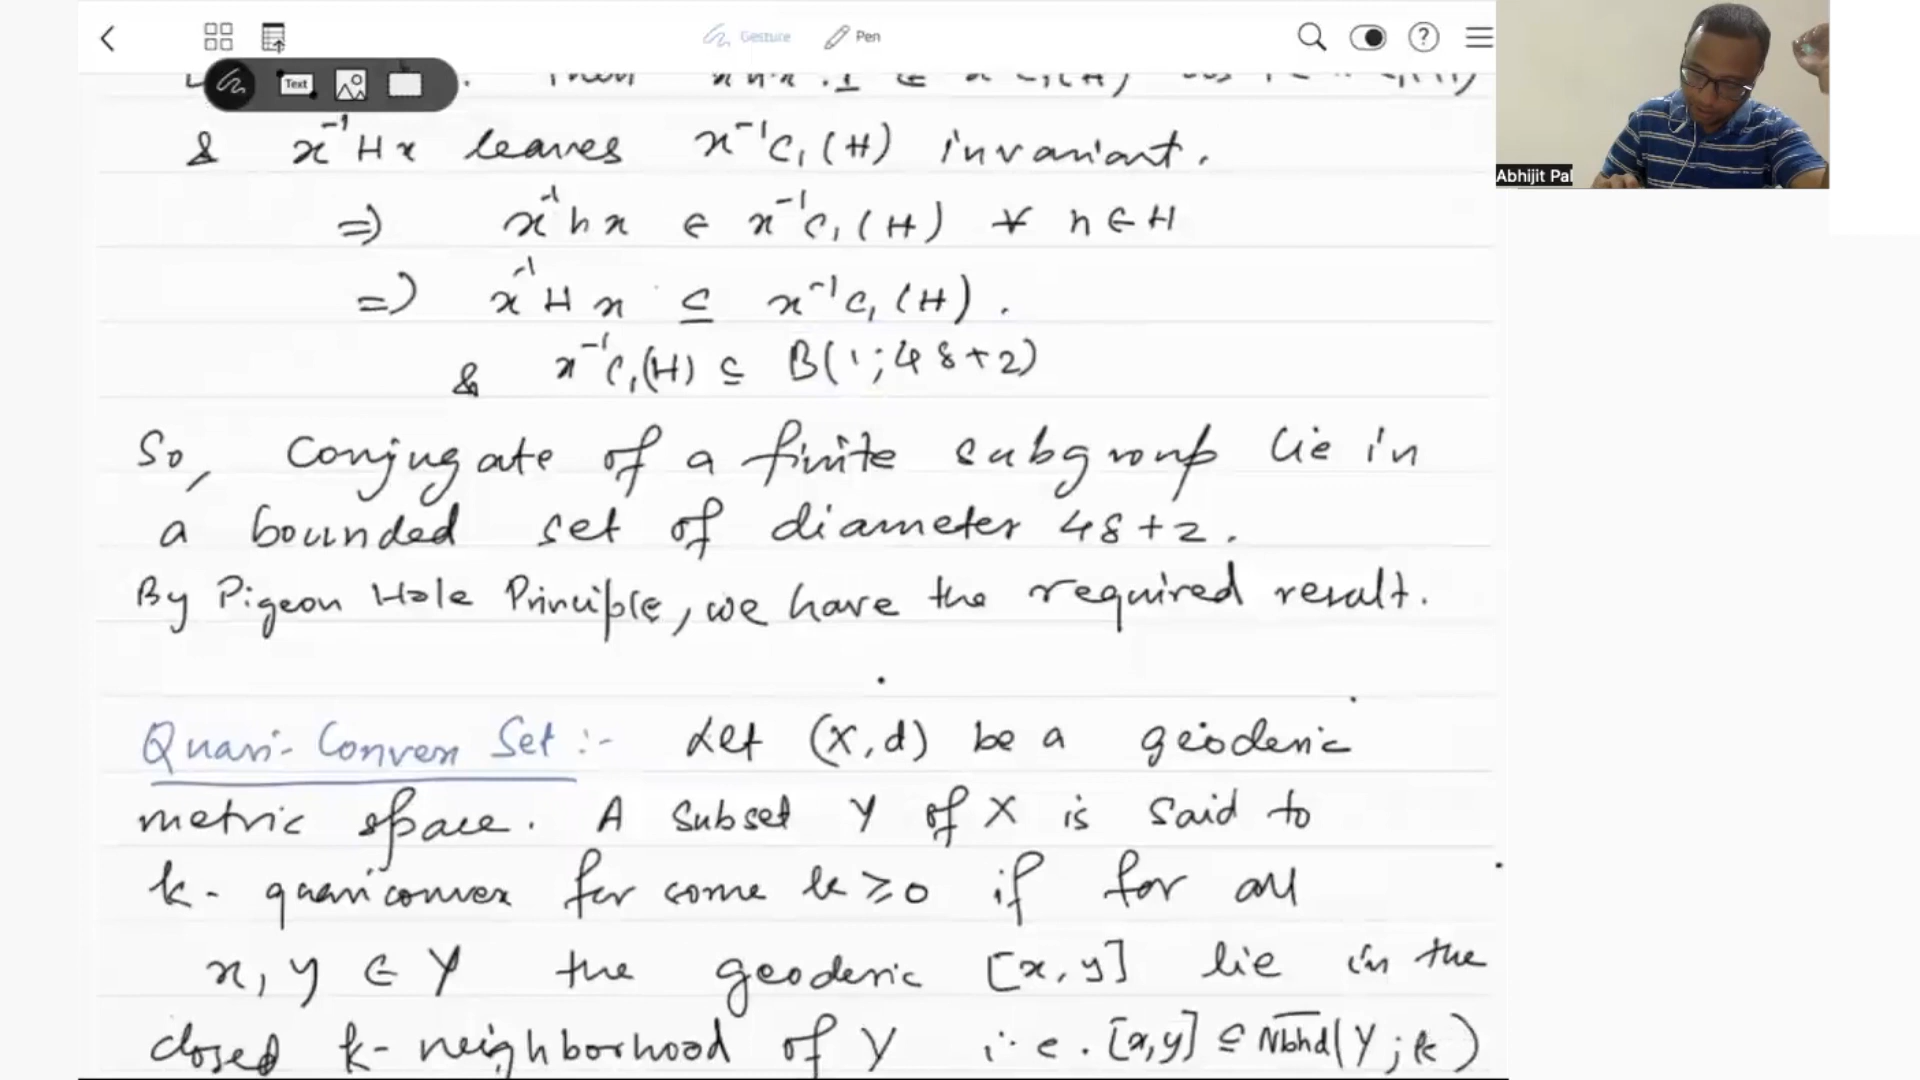 Gesture Pen
Text
Then
& x⁻¹Hx leaves x⁻¹C₁(H) invariant.
=) x⁻¹hx ∈ x⁻¹C₁(H) ∀ h ∈ H
=) x⁻¹Hx ⊆ x⁻¹C₁(H).
& x⁻¹C₁(H) ⊆ B(1; 4δ+2)
So, Conjugate of a finite subgroup lie in
a bounded set of diameter 4δ+2.
By Pigeon Hole Principle, we have the required result.
Quasi-Convex Set :- Let (X,d) be a geodesic
metric space. A subset Y of X is said to
k-quasiconvex for some k ≥ 0 if for all
x, y ∈ Y the geodesic [x,y] lie in the
closed k-neighborhood of Y i.e. [x,y] ⊆ N̅b̅h̅d̅(Y;k)
Abhijit Pal